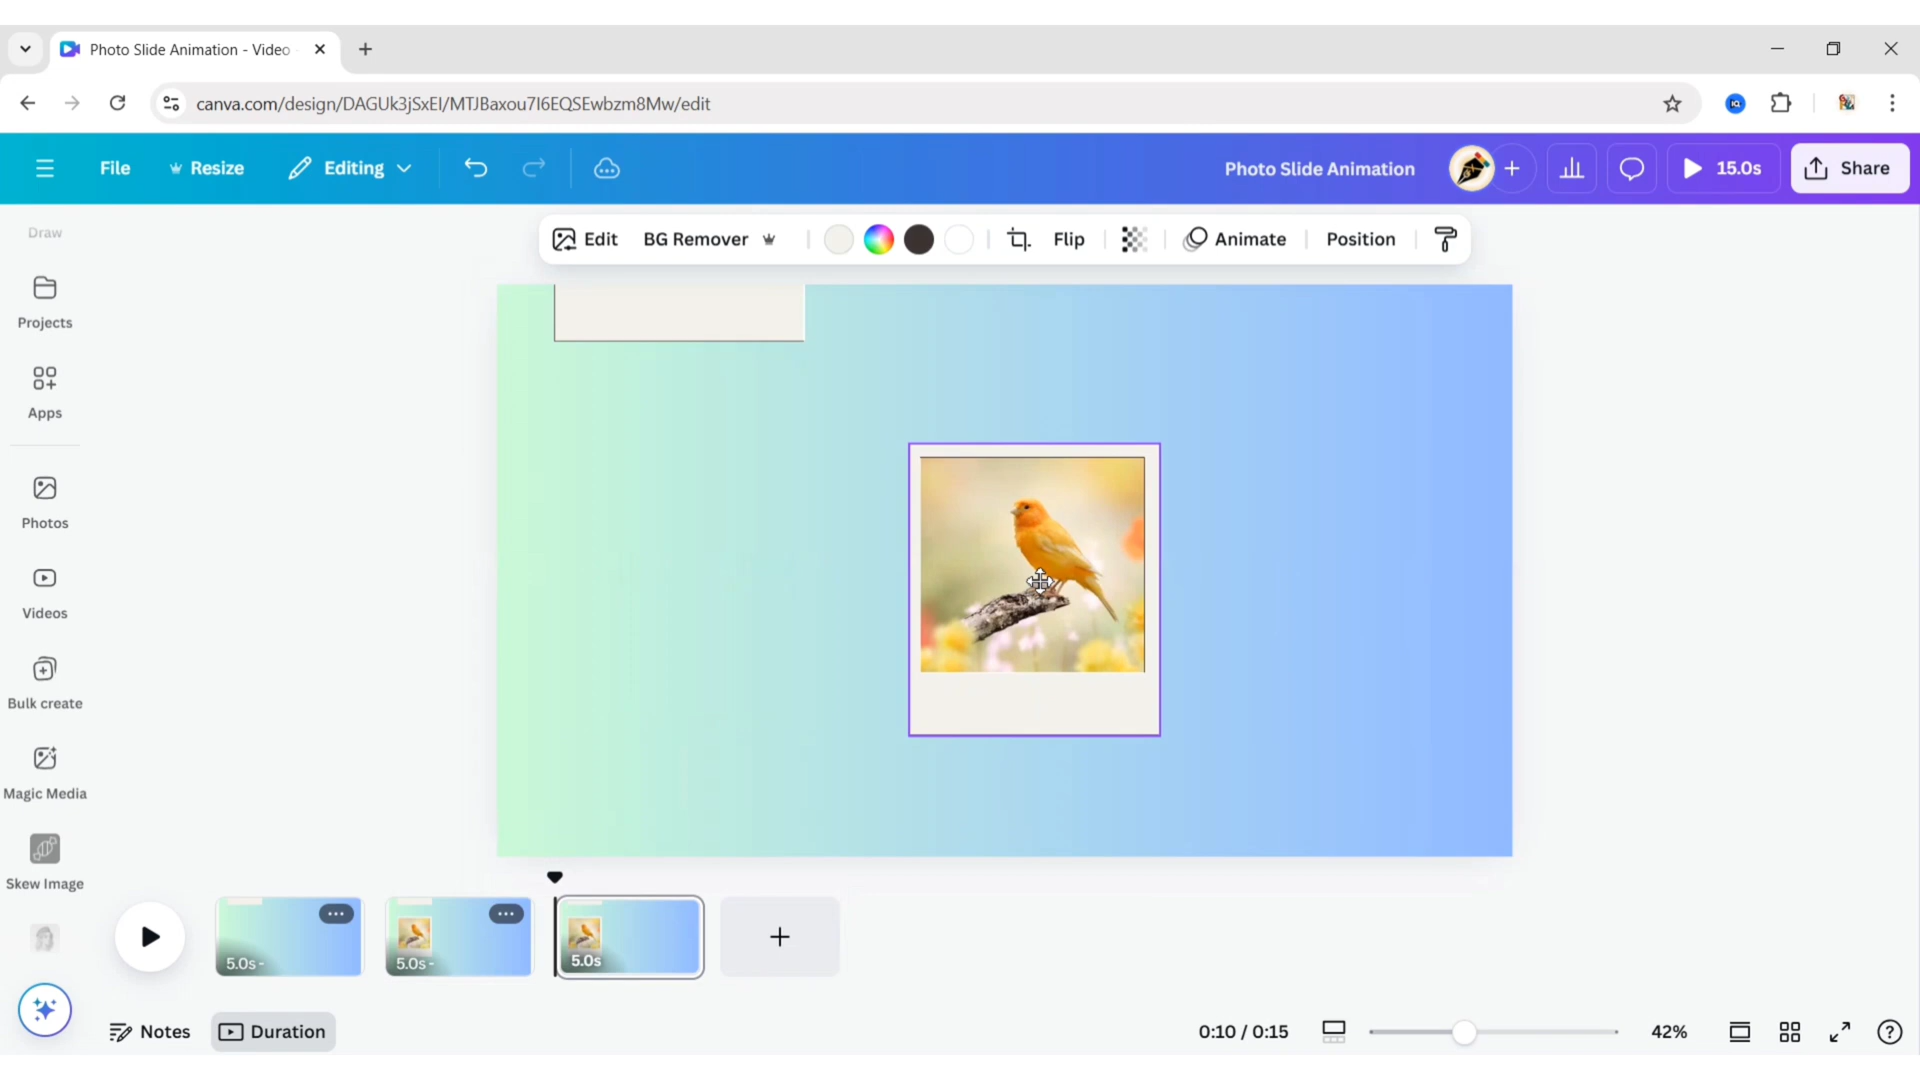 Photo Slide Animation - Video
canva.com/design/DAGUk3jSxEI/MTJBaxou7I6EQSEwbzm8Mw/edit
File
Resize
Editing
Photo Slide Animation
15.0s
Share
Draw
Projects
Apps
Photos
Videos
Bulk create
Magic Media
Skew Image
Edit
BG Remover
Flip
Animate
Position
5.0s-
5.0s-
5.0s
Notes
Duration
0:10 / 0:15
42%